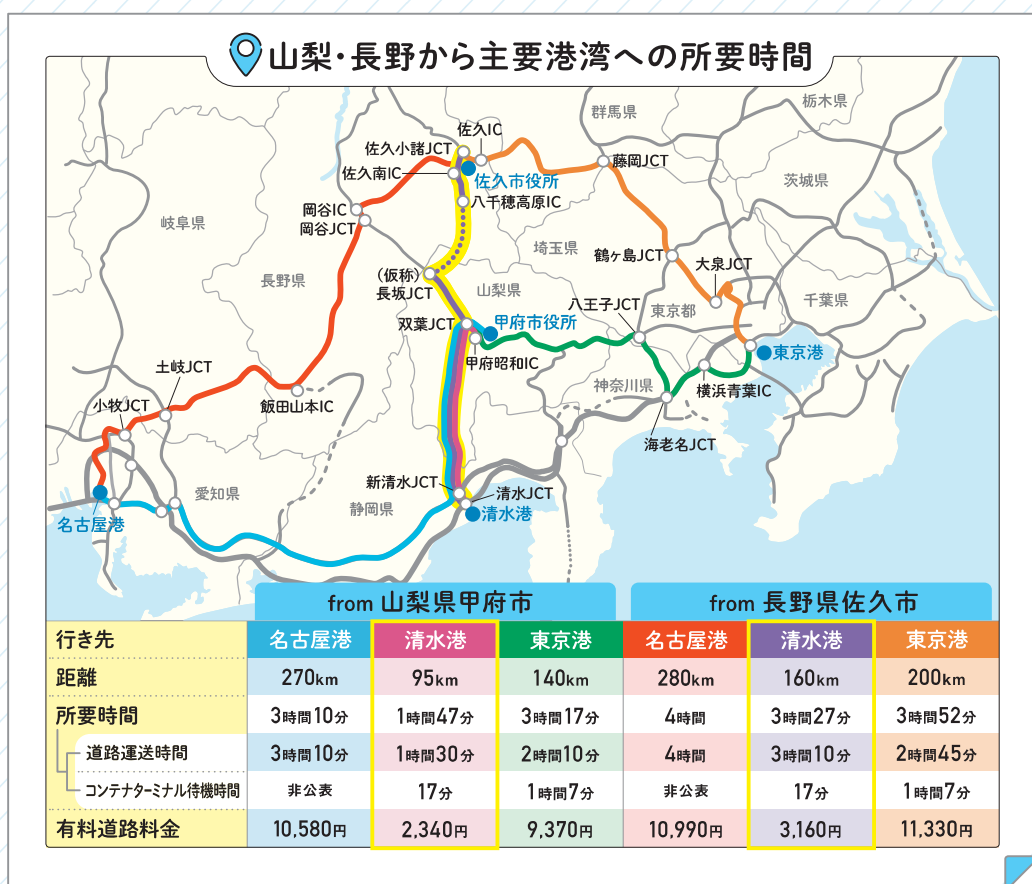 山梨・長野から主要港湾への所要時間
栃木県
群馬県
佐久IC
佐久小諸JCT
藤岡JCT
佐久南IC
佐久市役所
茨城県
八千穂高原IC
岡谷IC
岡谷JCT
岐阜県
埼玉県
鶴ヶ島JCT
大泉JCT
(仮称)
長坂JCT
長野県
山梨県
八王子JCT
東京都
千葉県
双葉JCT
甲府市役所
東京港
甲府昭和IC
土岐JCT
神奈川県
横浜青葉IC
小牧JCT
飯田山本IC
海老名JCT
新清水JCT
清水JCT
愛知県
静岡県
清水港
名古屋港
from 山梨県甲府市
from 長野県佐久市
行き先 名古屋港 清水港 東京港 名古屋港 清水港 東京港
距離 270km 95km 140km 280km 160km 200km
所要時間 3時間10分 1時間47分 3時間17分 4時間 3時間27分 3時間52分
道路運送時間 3時間10分 1時間30分 2時間10分 4時間 3時間10分 2時間45分
コンテナターミナル待機時間 非公表 17分 1時間7分 非公表 17分 1時間7分
有料道路料金 10,580円 2,340円 9,370円 10,990円 3,160円 11,330円